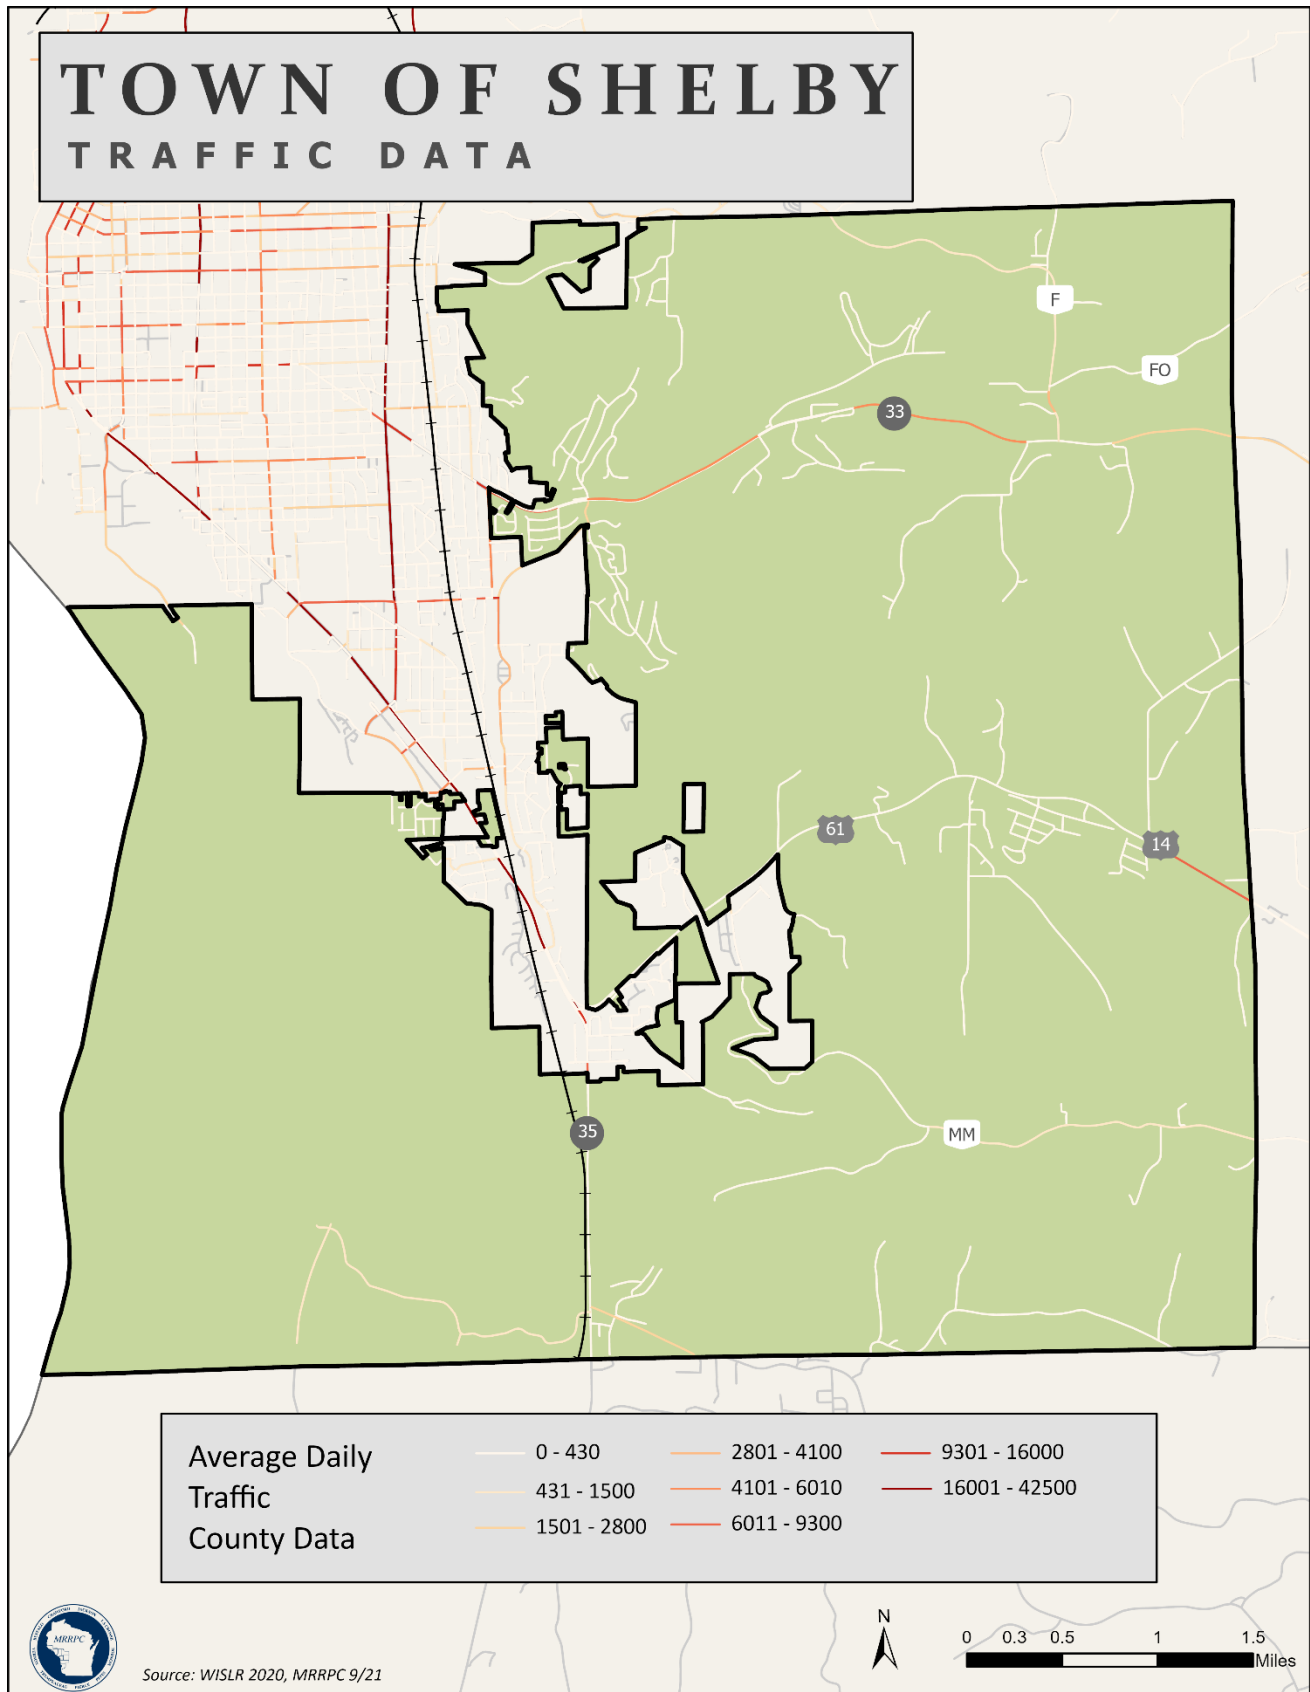 TOWN OF SHELBY
TRAFFIC DATA
F
FO
33
61
14
MM
35
Average Daily
Traffic
County Data
0 - 430
431 - 1500
1501 - 2800
2801 - 4100
4101 - 6010
6011 - 9300
9301 - 16000
16001 - 42500
MRRPC
Source: WISLR 2020, MRRPC 9/21
N
0 0.3 0.5 1 1.5
Miles